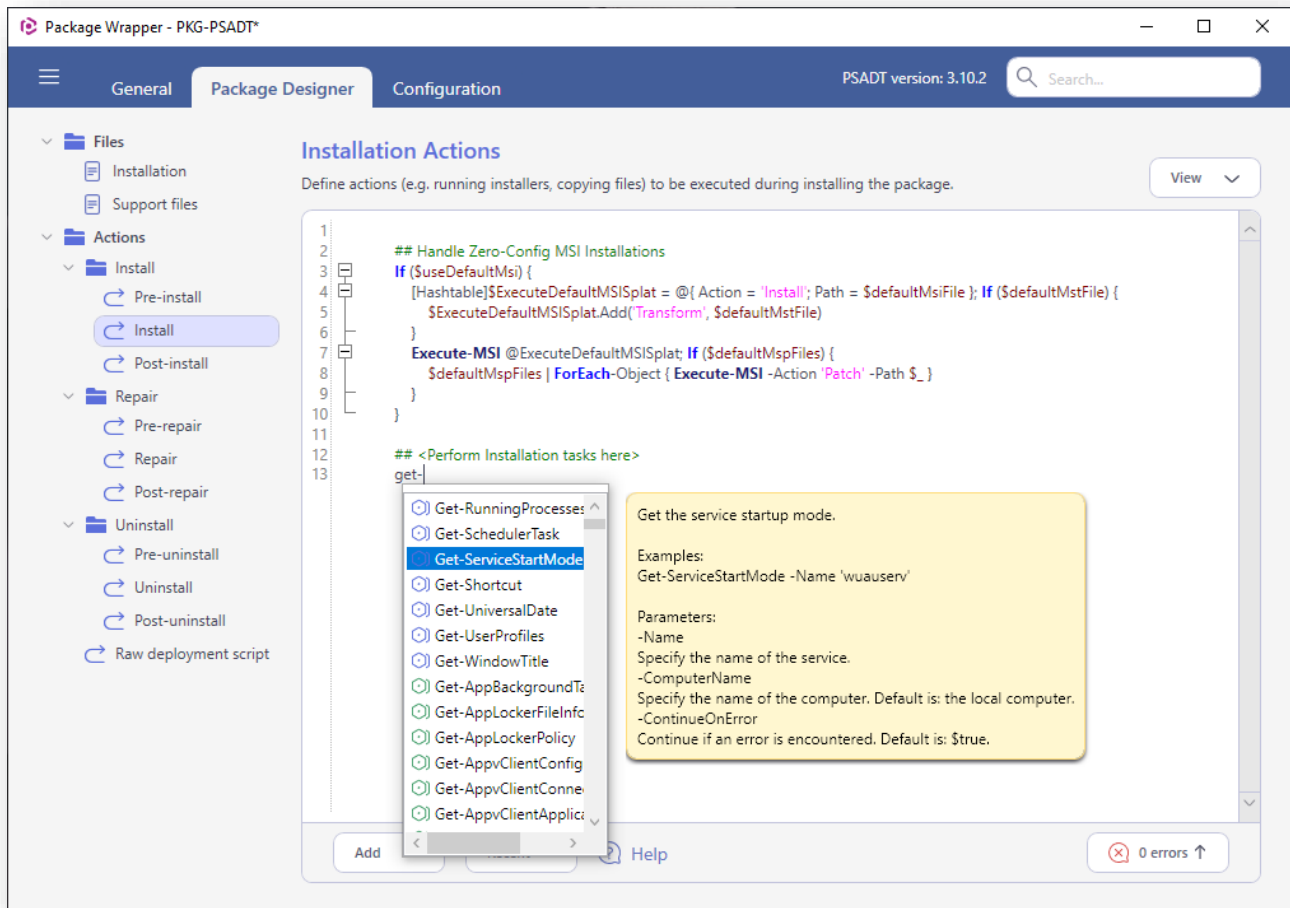 Package Wrapper - PKG-PSADT*
General
Package Designer
Configuration
PSADT version: 3.10.2
Search...
Files
Installation
Support files
Actions
Install
Pre-install
Install
Post-install
Repair
Pre-repair
Repair
Post-repair
Uninstall
Pre-uninstall
Uninstall
Post-uninstall
Raw deployment script
Installation Actions
Define actions (e.g. running installers, copying files) to be executed during installing the package.
View
1
2 ## Handle Zero-Config MSI Installations
3 If ($useDefaultMsi) {
4 [Hashtable]$ExecuteDefaultMSISplat = @{ Action = 'Install'; Path = $defaultMsiFile }; If ($defaultMstFile) {
5 $ExecuteDefaultMSISplat.Add('Transform', $defaultMstFile)
6 }
7 Execute-MSI @ExecuteDefaultMSISplat; If ($defaultMspFiles) {
8 $defaultMspFiles | ForEach-Object { Execute-MSI -Action 'Patch' -Path $_ }
9 }
10 }
11
12 ## <Perform Installation tasks here>
13 get-
Get-RunningProcesses
Get-SchedulerTask
Get-ServiceStartMode
Get-Shortcut
Get-UniversalDate
Get-UserProfiles
Get-WindowTitle
Get-AppBackgroundTa
Get-AppLockerFileInfo
Get-AppLockerPolicy
Get-AppvClientConfig
Get-AppvClientConne
Get-AppvClientApplica
Get the service startup mode.
Examples:
Get-ServiceStartMode -Name 'wuauserv'
Parameters:
-Name
Specify the name of the service.
-ComputerName
Specify the name of the computer. Default is: the local computer.
-ContinueOnError
Continue if an error is encountered. Default is: $true.
Add
Help
0 errors